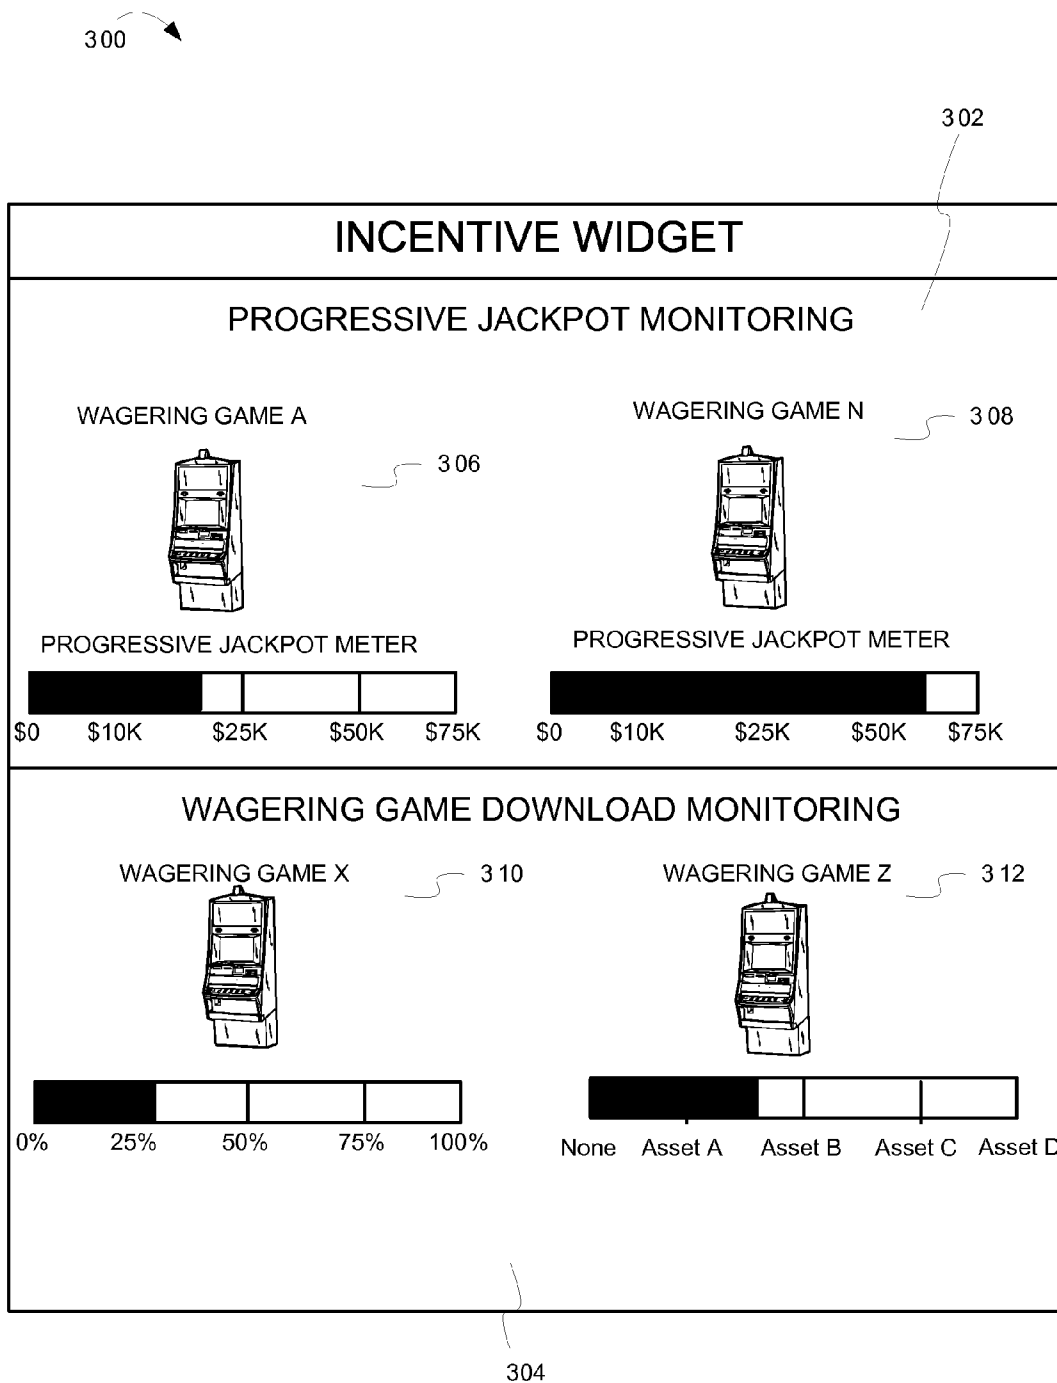 300
302
INCENTIVE WIDGET
PROGRESSIVE JACKPOT MONITORING
WAGERING GAME A
WAGERING GAME N
308
306
PROGRESSIVE JACKPOT METER
PROGRESSIVE JACKPOT METER
$0 $10K $25K $50K $75K
$0 $10K $25K $50K $75K
WAGERING GAME DOWNLOAD MONITORING
WAGERING GAME X
310
WAGERING GAME Z
312
0% 25% 50% 75% 100%
None Asset A Asset B Asset C Asset D
304